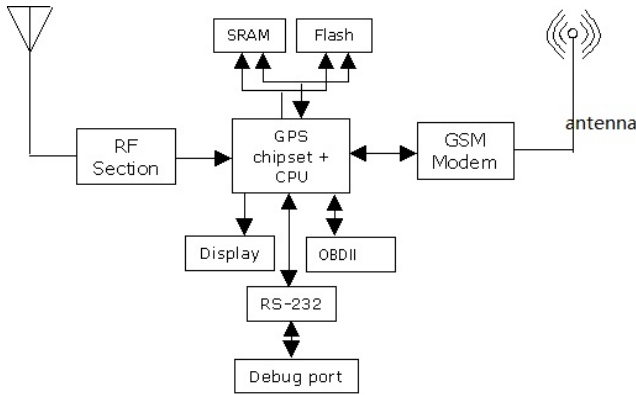 SRAM
Flash
antenna
RF
Section
GPS
chipset +
CPU
GSM
Modem
Display
OBDII
RS-232
Debug port